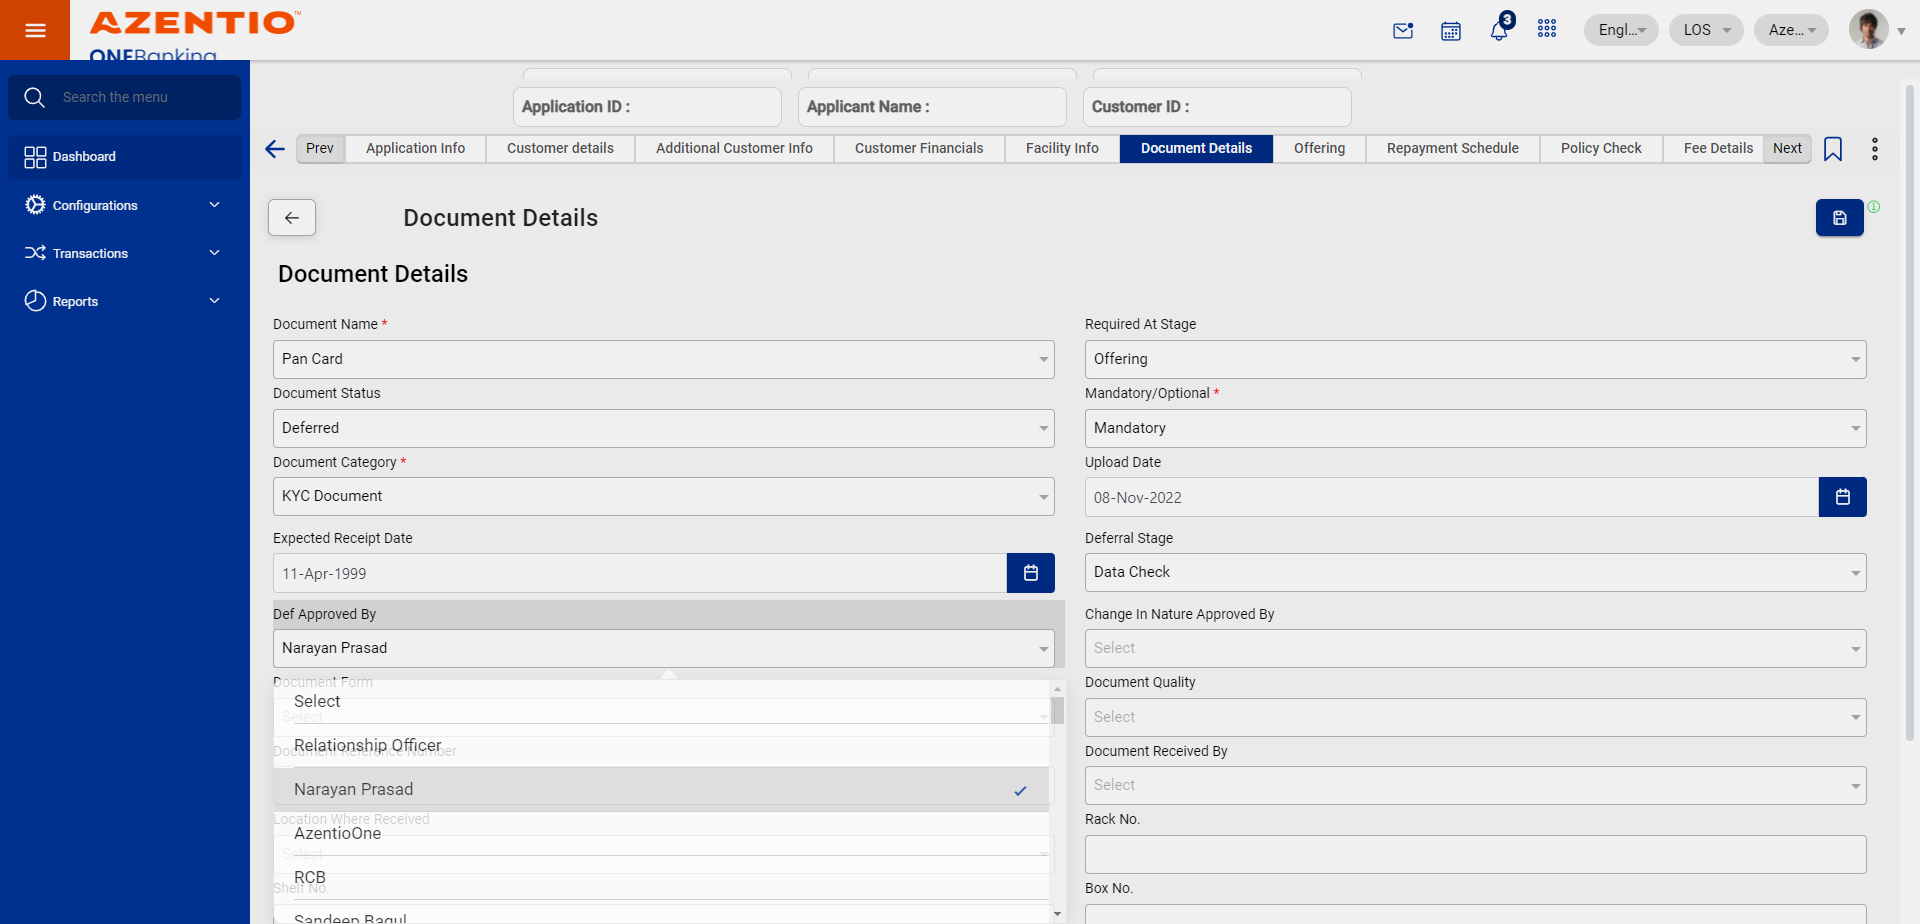 AZENTIO™
ONEBanking
3
Engl...
LOS
Aze...
Search the menu
Dashboard
Configurations
Transactions
Reports
Application ID :
Applicant Name :
Customer ID :
Prev
Application Info
Customer details
Additional Customer Info
Customer Financials
Facility Info
Document Details
Offering
Repayment Schedule
Policy Check
Fee Details
Next
Document Details
Document Details
Document Name *
Pan Card
Required At Stage
Offering
Document Status
Deferred
Mandatory/Optional *
Mandatory
Document Category *
KYC Document
Upload Date
08-Nov-2022
Expected Receipt Date
11-Apr-1999
Deferral Stage
Data Check
Def Approved By
Narayan Prasad
Change In Nature Approved By
Select
Document Form
Select
Select
Document Quality
Select
Relationship Officer
Document Reference Number
Document Received By
Select
Narayan Prasad
Location Where Received
AzentioOne
Select
Rack No.
RCB
Shelf No.
Box No.
Sandeep Bagul